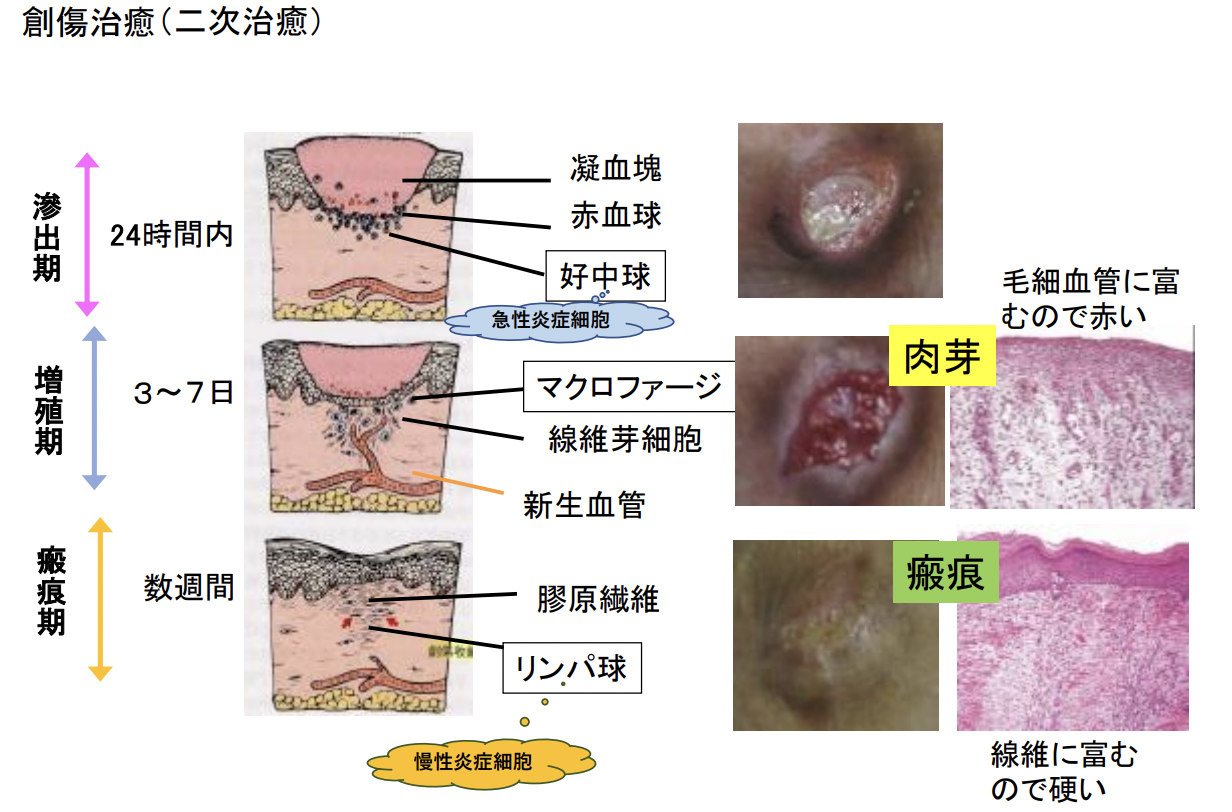 創傷治癒(二次治癒)
滲出期
24時間内
凝血塊
赤血球
好中球
急性炎症細胞
毛細血管に富
むので赤い
増殖期
3~7日
マクロファージ
線維芽細胞
新生血管
肉芽
瘢痕期
数週間
膠原繊維
リンパ球
慢性炎症細胞
瘢痕
線維に富む
ので硬い